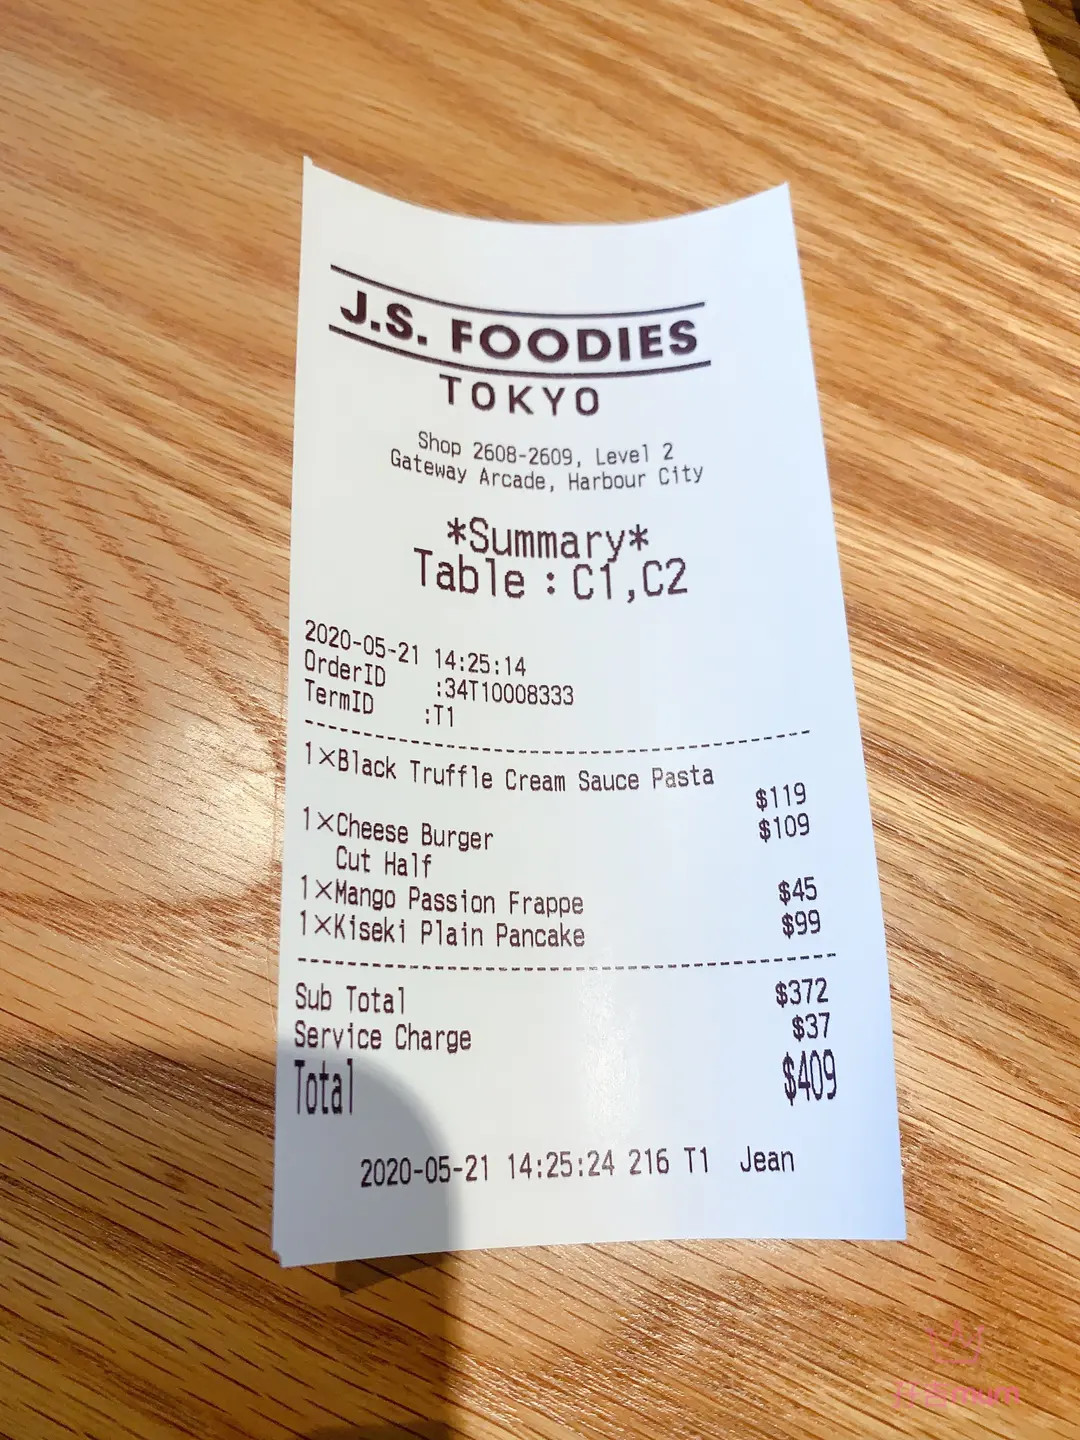 J.S. FOODIES
TOKYO
Shop 2608-2609, Level 2
Gateway Arcade, Harbour City
*Summary*
Table : C1,C2
2020-05-21 14:25:14
OrderID :34T10008333
TermID :T1
1×Black Truffle Cream Sauce Pasta
$119
1×Cheese Burger $109
Cut Half
1×Mango Passion Frappe $45
1×Kiseki Plain Pancake $99
Sub Total $372
Service Charge $37
Total $409
2020-05-21 14:25:24 216 T1 Jean
mum